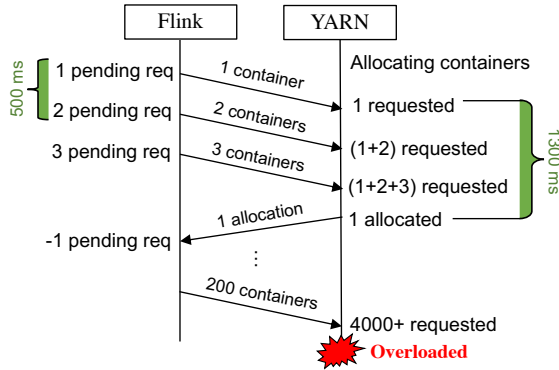 Flink YARN
Allocating containers
500 ms
1 pending req
1 container
1 requested
2 pending req
2 containers
(1+2) requested
3 pending req
3 containers
(1+2+3) requested
1300 ms
1 allocation
1 allocated
-1 pending req
...
200 containers
4000+ requested
Overloaded